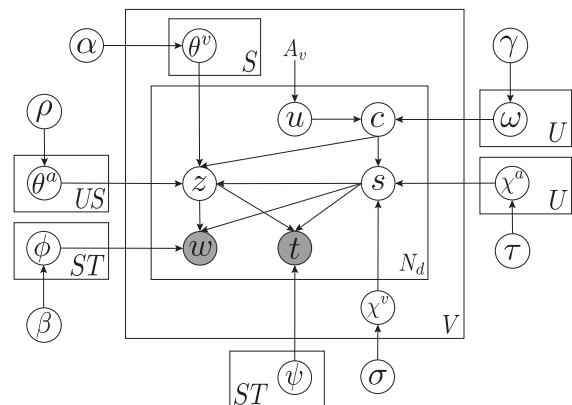 α θ^v S A_v γ
ρ u c ω U
θ^a US z s χ^a U
φ ST w t N_d τ
β χ^v V
ST ψ σ